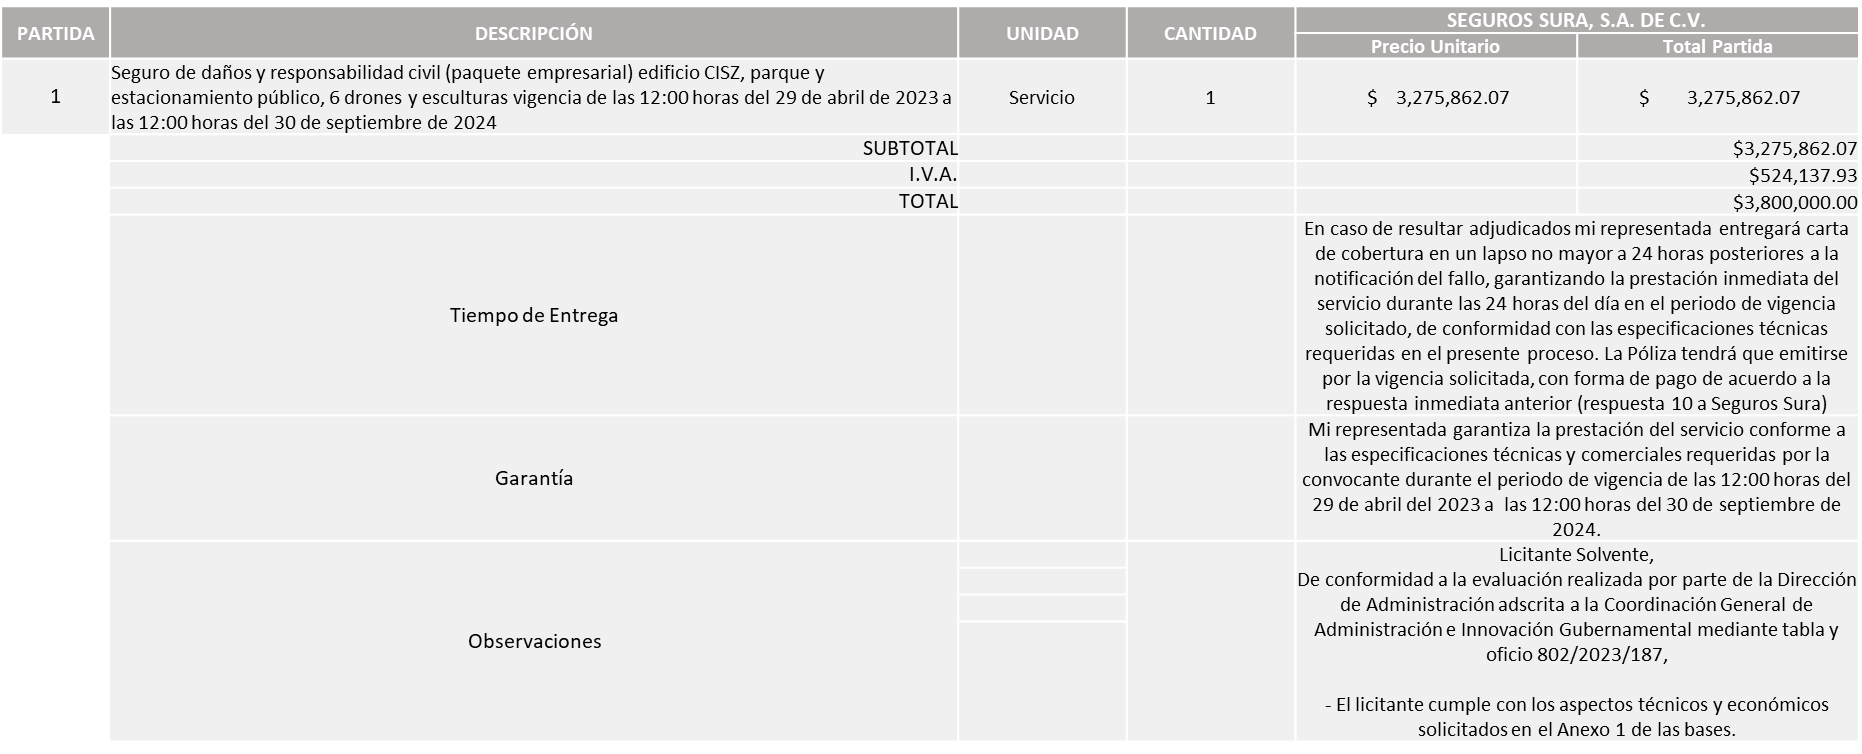 PARTIDA
DESCRIPCIÓN
UNIDAD
CANTIDAD
SEGUROS SURA, S.A. DE C.V.
Precio Unitario
Total Partida
1
Seguro de daños y responsabilidad civil (paquete empresarial) edificio CISZ, parque y
estacionamiento público, 6 drones y esculturas vigencia de las 12:00 horas del 29 de abril de 2023 a
las 12:00 horas del 30 de septiembre de 2024
Servicio
1
$ 3,275,862.07
$ 3,275,862.07
SUBTOTAL
$3,275,862.07
I.V.A.
$524,137.93
TOTAL
$3,800,000.00
Tiempo de Entrega
En caso de resultar adjudicados mi representada entregará carta
de cobertura en un lapso no mayor a 24 horas posteriores a la
notificación del fallo, garantizando la prestación inmediata del
servicio durante las 24 horas del día en el periodo de vigencia
solicitado, de conformidad con las especificaciones técnicas
requeridas en el presente proceso. La Póliza tendrá que emitirse
por la vigencia solicitada, con forma de pago de acuerdo a la
respuesta inmediata anterior (respuesta 10 a Seguros Sura)
Garantía
Mi representada garantiza la prestación del servicio conforme a
las especificaciones técnicas y comerciales requeridas por la
convocante durante el periodo de vigencia de las 12:00 horas del
29 de abril del 2023 a las 12:00 horas del 30 de septiembre de
2024.
Observaciones
Licitante Solvente,
De conformidad a la evaluación realizada por parte de la Dirección
de Administración adscrita a la Coordinación General de
Administración e Innovación Gubernamental mediante tabla y
oficio 802/2023/187,
- El licitante cumple con los aspectos técnicos y económicos
solicitados en el Anexo 1 de las bases.